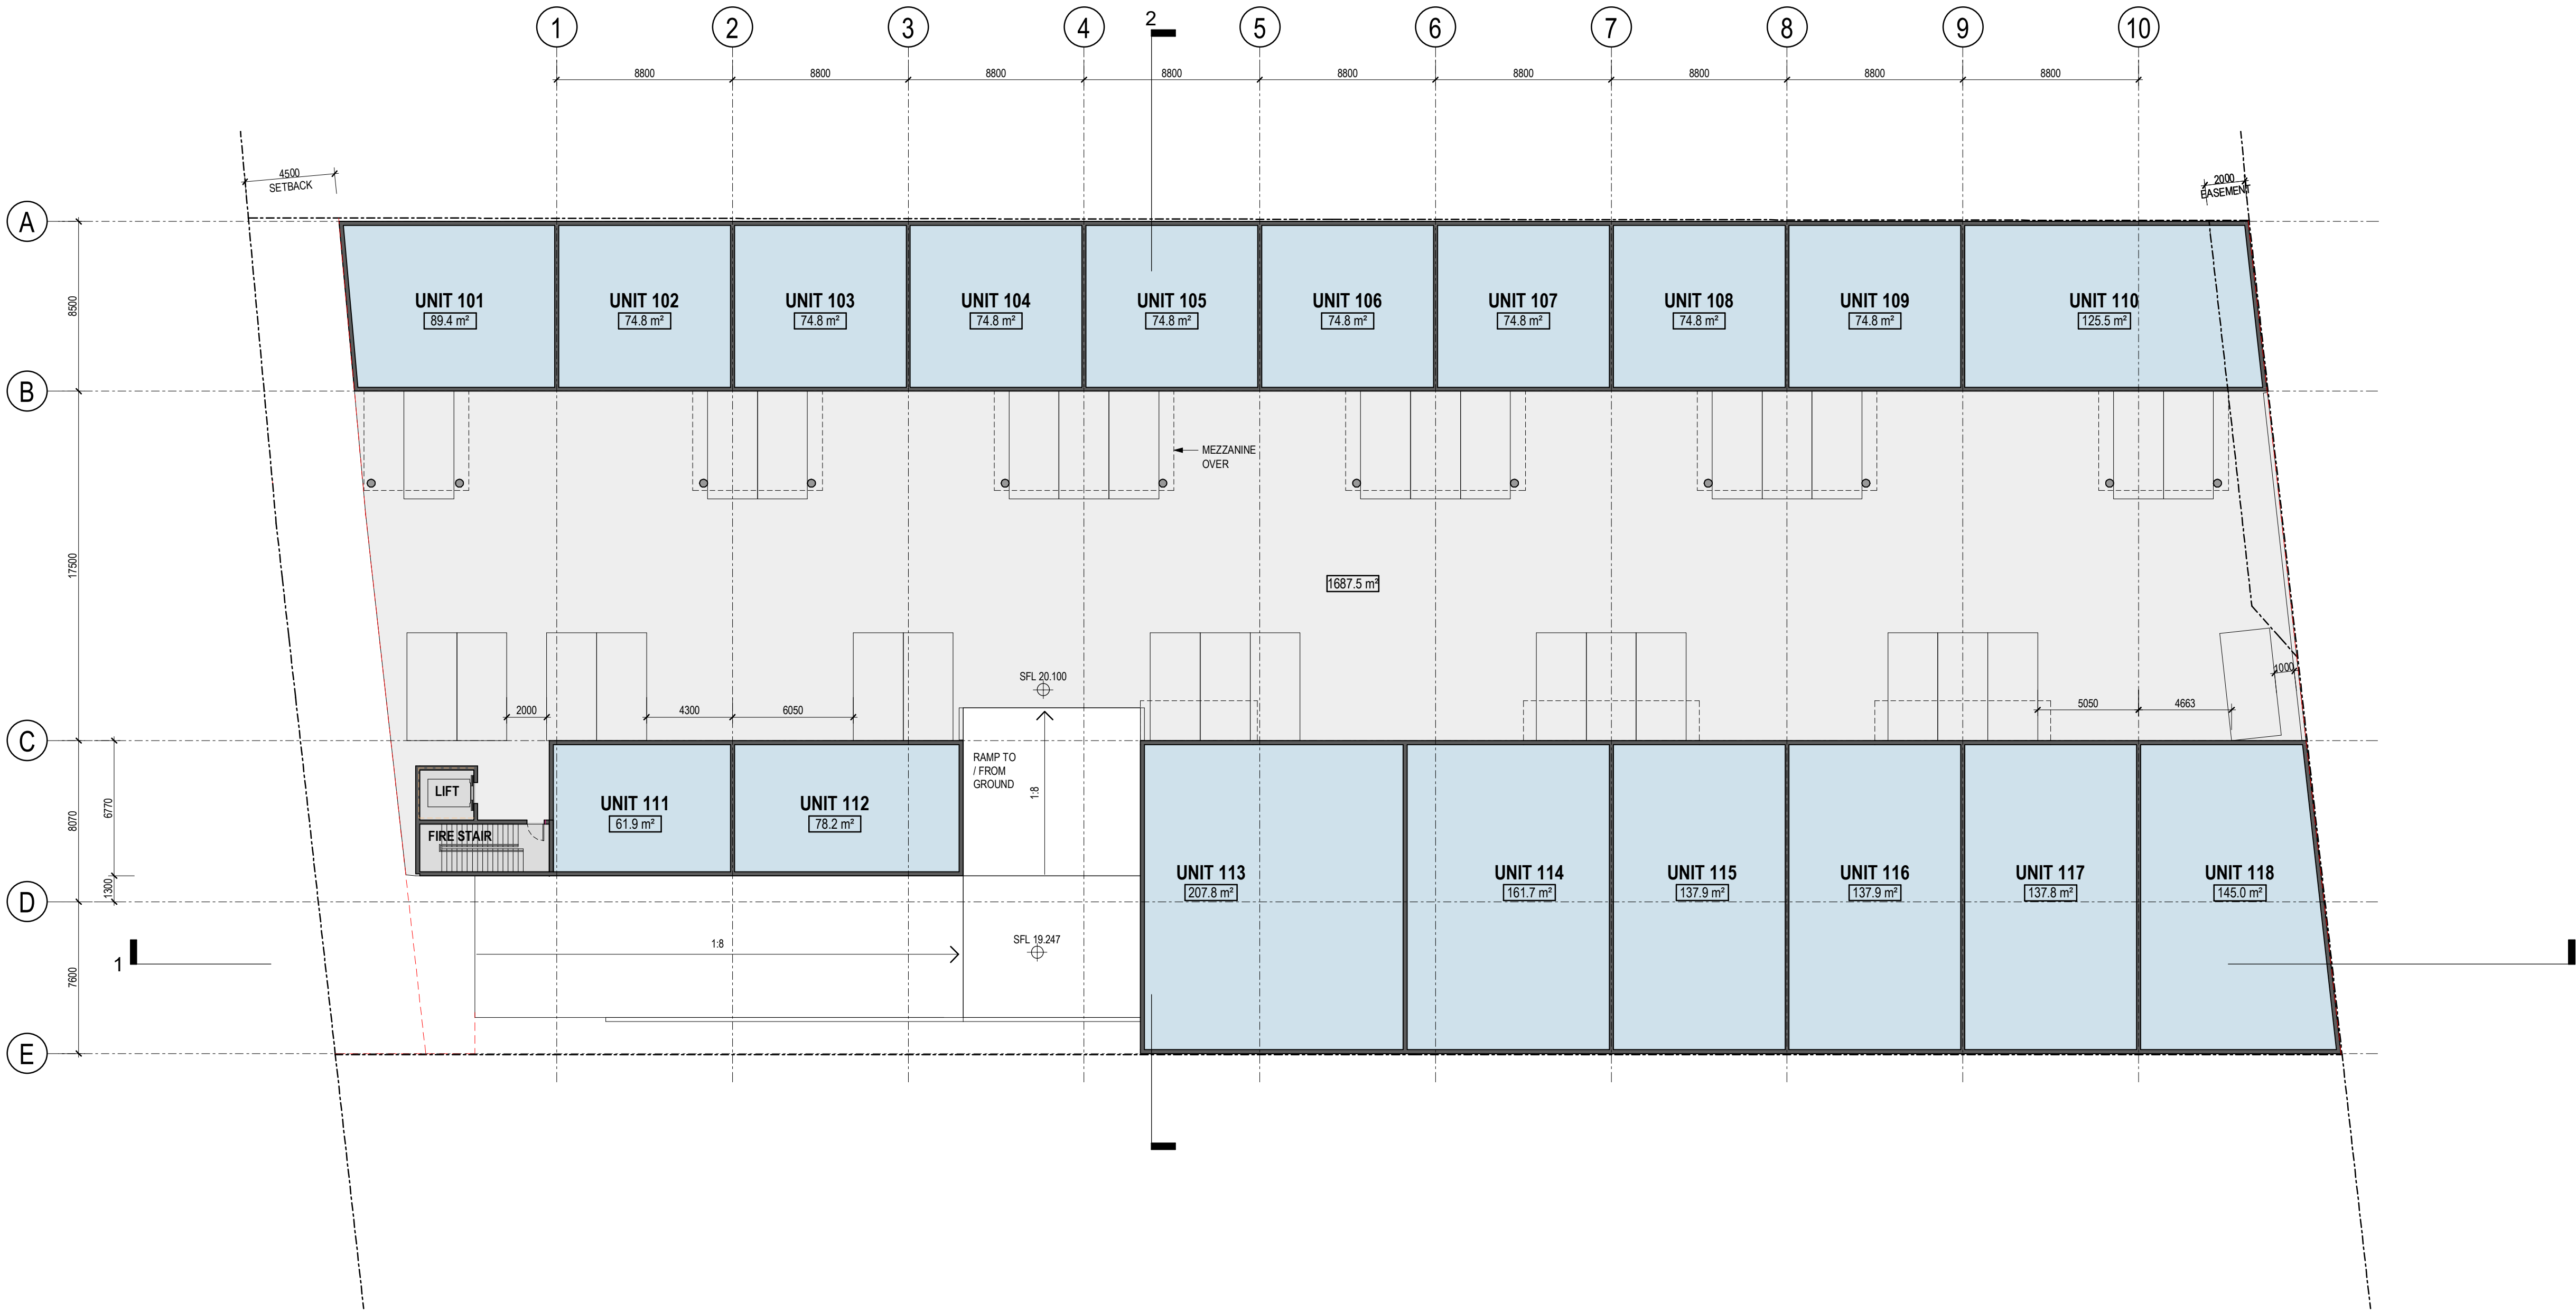 1
2
3
4
2
5
6
7
8
9
10
8800
8800
8800
8800
8800
8800
8800
8800
8800
4500
SETBACK
2000
EASEMENT
A
8500
UNIT 101
89.4 m²
UNIT 102
74.8 m²
UNIT 103
74.8 m²
UNIT 104
74.8 m²
UNIT 105
74.8 m²
UNIT 106
74.8 m²
UNIT 107
74.8 m²
UNIT 108
74.8 m²
UNIT 109
74.8 m²
UNIT 110
125.5 m²
B
MEZZANINE
OVER
17500
1687.5 m²
SFL 20.100
1000
2000
4300
6050
5050
4663
C
RAMP TO
/ FROM
GROUND
1:8
8070
6770
1300
LIFT
FIRE STAIR
UNIT 111
61.9 m²
UNIT 112
78.2 m²
UNIT 113
207.8 m²
UNIT 114
161.7 m²
UNIT 115
137.9 m²
UNIT 116
137.9 m²
UNIT 117
137.8 m²
UNIT 118
145.0 m²
D
1:8
SFL 19.247
1
7600
E